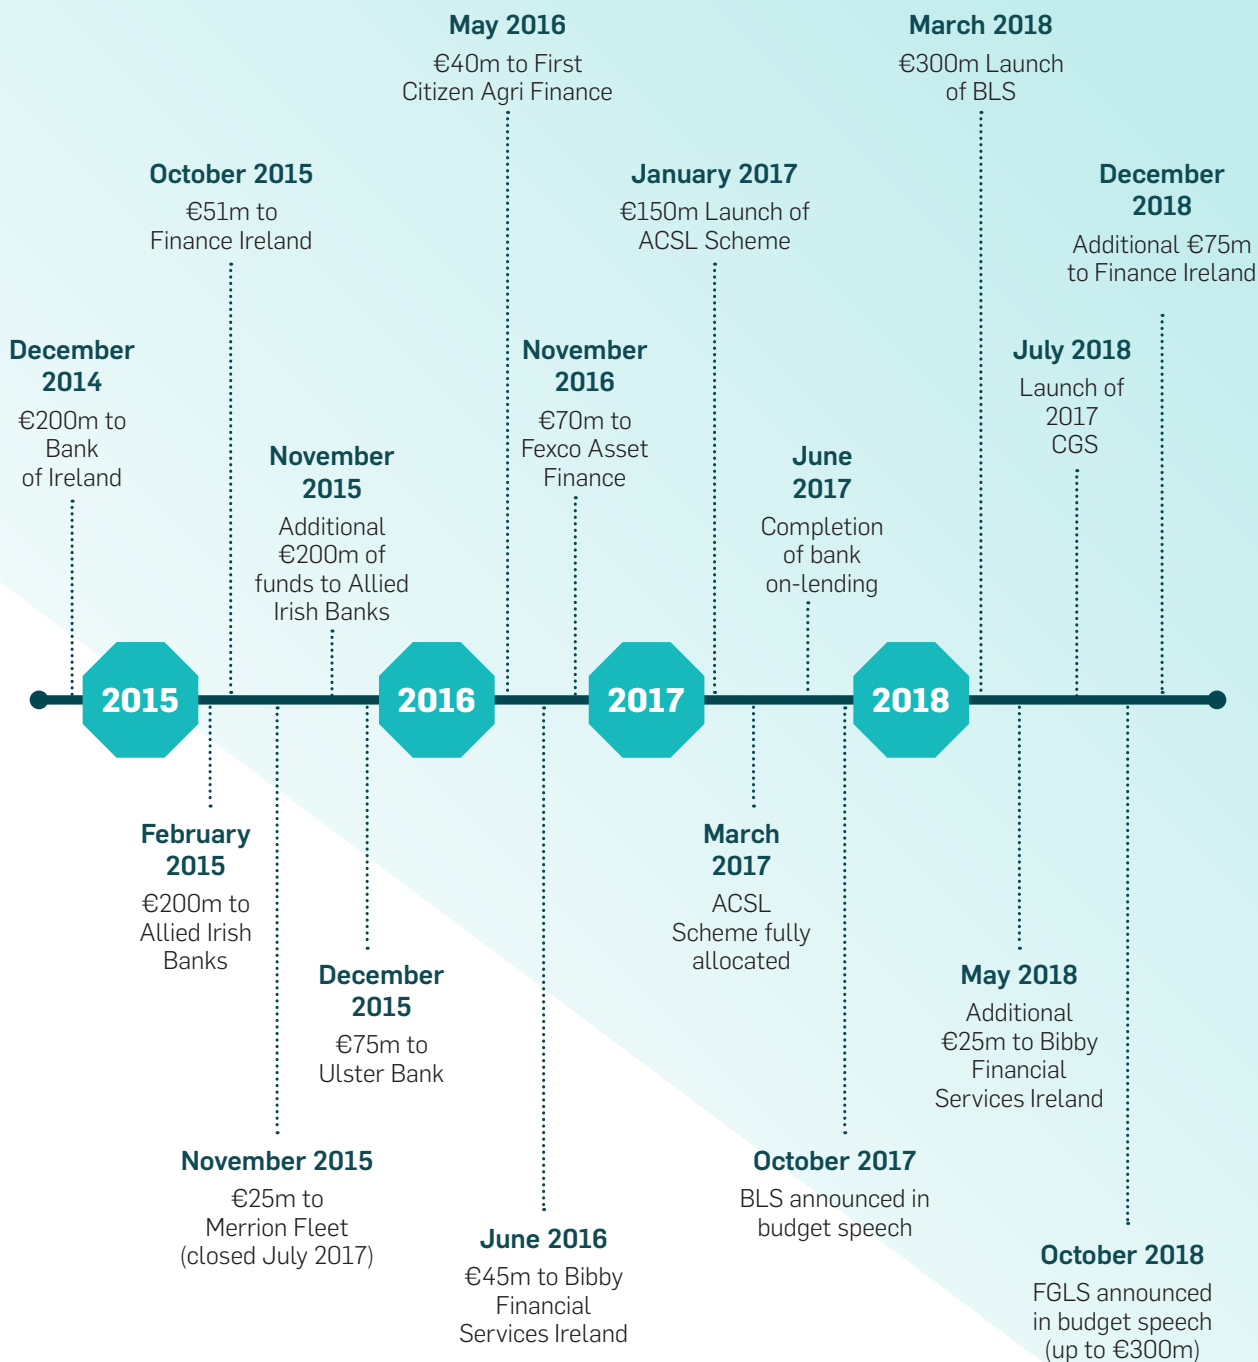 May 2016
€40m to First
Citizen Agri Finance
March 2018
€300m Launch
of BLS
October 2015
€51m to
Finance Ireland
January 2017
€150m Launch of
ACSL Scheme
December
2018
Additional €75m
to Finance Ireland
December
2014
€200m to
Bank
of Ireland
November
2015
Additional
€200m of
funds to Allied
Irish Banks
November
2016
€70m to
Fexco Asset
Finance
June
2017
Completion
of bank
on-lending
July 2018
Launch of
2017
CGS
2015
2016
2017
2018
February
2015
€200m to
Allied Irish
Banks
December
2015
€75m to
Ulster Bank
November 2015
€25m to
Merrion Fleet
(closed July 2017)
June 2016
€45m to Bibby
Financial
Services Ireland
March
2017
ACSL
Scheme fully
allocated
October 2017
BLS announced in
budget speech
May 2018
Additional
€25m to Bibby
Financial
Services Ireland
October 2018
FGLS announced
in budget speech
(up to €300m)